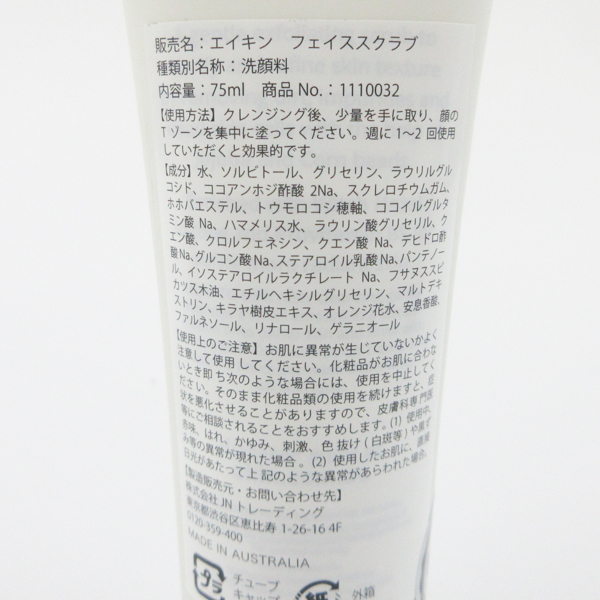 販売名：エイキン　フェイススクラブ
種類別名称：洗顔料
内容量：75ml　商品 No.：1110032
【使用方法】クレンジング後、少量を手に取り、顔の
T ゾーンを集中に塗ってください。週に 1〜2 回使用
していただくと効果的です。
【成分】水、ソルビトール、グリセリン、ラウリルグル
コシド、ココアンホジ酢酸 2Na、スクレロチウムガム、
ホホバエステル、トウモロコシ穂軸、ココイルグルタ
ミン酸 Na、ハマメリス水、ラウリン酸グリセリル、ク
エン酸、クロルフェネシン、クエン酸 Na、デヒドロ酢
酸Na、グルコン酸Na、ステアロイル乳酸Na、パンテノー
ル、イソステアロイルラクチレート Na、フサヌススピ
カツス木油、エチルヘキシルグリセリン、マルトデキ
ストリン、キラヤ樹皮エキス、オレンジ花水、安息香酸、
ファルネソール、リナロール、ゲラニオール
【使用上のご注意】お肌に異常が生じていないかよく
注意して使用 してください。化粧品がお肌に合わな
いとき即 ち次のような場合には、使用を中止してく
ださい。そのまま化粧品類の使用を続けますと、症
状を悪化させることがありますので、皮膚科専 門医
等にご相談されることをおすすめします。(1) 使用中、
赤味、はれ、かゆみ、刺激、色 抜け ( 白斑等 ) や黒ず
み等の異常が現れた場合 。(2) 使用したお肌に、直接
日光があたって上 記のような異常があらわれた場合。
【製造販売元・お問い合わせ先】
株式会社 JN トレーディング
東京都渋谷区恵比寿 1-26-16 4F
0120-359-400
MADE IN AUSTRALIA
プラ
チューブ
キャップ
紙
外箱